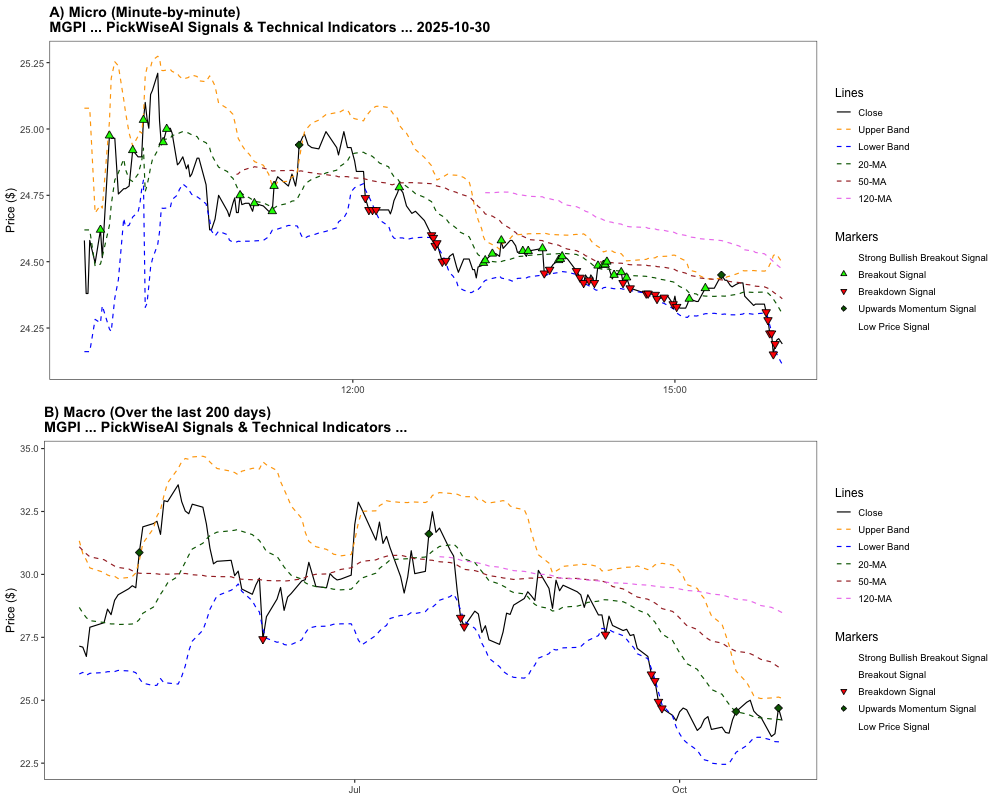 A) Micro (Minute-by-minute)
MGPI ... PickWiseAI Signals & Technical Indicators ... 2025-10-30
Price ($)
25.25
25.00
24.75
24.50
24.25
12:00
15:00
Lines
Close
Upper Band
Lower Band
20-MA
50-MA
120-MA
Markers
Strong Bullish Breakout Signal
Breakout Signal
Breakdown Signal
Upwards Momentum Signal
Low Price Signal
B) Macro (Over the last 200 days)
MGPI ... PickWiseAI Signals & Technical Indicators ...
Price ($)
35.0
32.5
30.0
27.5
25.0
22.5
Jul
Oct
Lines
Close
Upper Band
Lower Band
20-MA
50-MA
120-MA
Markers
Strong Bullish Breakout Signal
Breakout Signal
Breakdown Signal
Upwards Momentum Signal
Low Price Signal